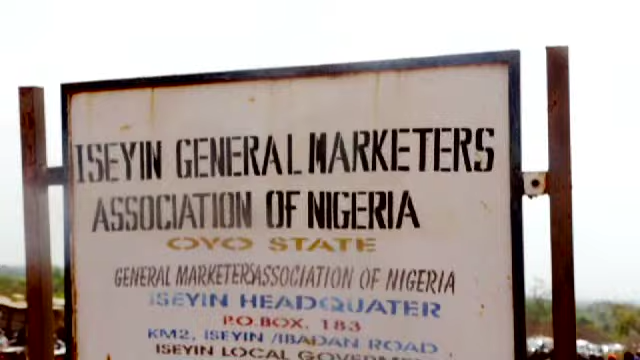 ISEYIN GENERAL MARKETERS
ASSOCIATION OF NIGERIA
OYO STATE
GENERAL MARKETERS ASSOCIATION OF NIGERIA
ISEYIN HEADQUATER
P.O.BOX. 183
KM2, ISEYIN /IBADAN ROAD
ISEYIN LOCAL